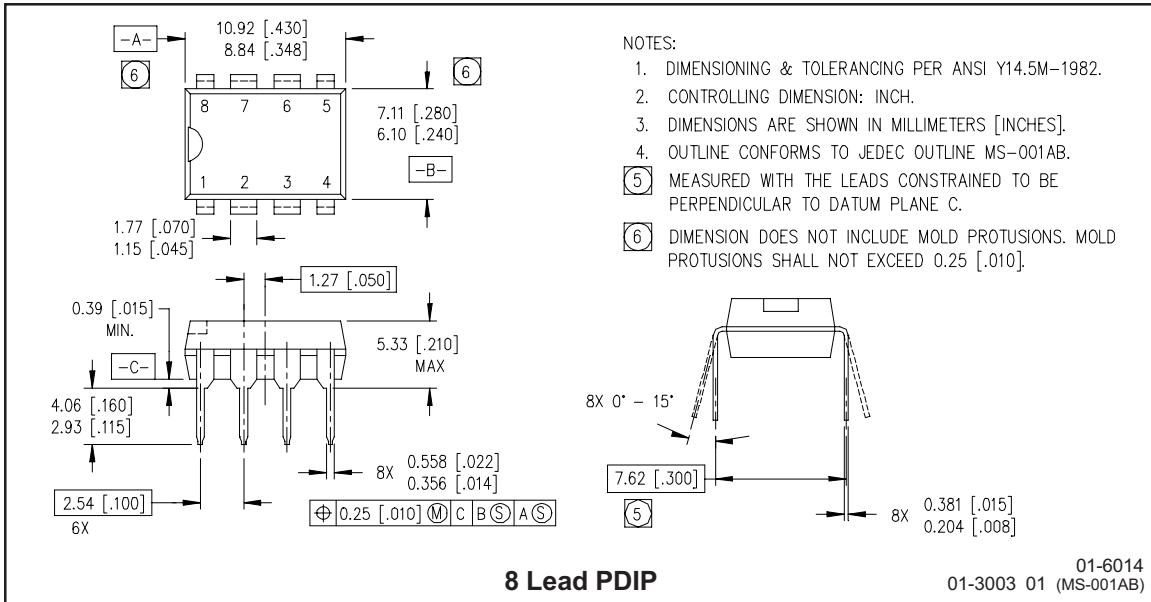 10.92 [.430]
8.84 [.348]
-A-
6
6
8 7 6 5
1 2 3 4
7.11 [.280]
6.10 [.240]
-B-
1.77 [.070]
1.15 [.045]
1.27 [.050]
0.39 [.015]
MIN.
-C-
5.33 [.210]
MAX
4.06 [.160]
2.93 [.115]
2.54 [.100]
6X
8X 0.558 [.022]
0.356 [.014]
⌖ 0.25 [.010] Ⓜ C B Ⓢ A Ⓢ
NOTES:
1. DIMENSIONING & TOLERANCING PER ANSI Y14.5M-1982.
2. CONTROLLING DIMENSION: INCH.
3. DIMENSIONS ARE SHOWN IN MILLIMETERS [INCHES].
4. OUTLINE CONFORMS TO JEDEC OUTLINE MS-001AB.
5 MEASURED WITH THE LEADS CONSTRAINED TO BE
PERPENDICULAR TO DATUM PLANE C.
6 DIMENSION DOES NOT INCLUDE MOLD PROTUSIONS. MOLD
PROTUSIONS SHALL NOT EXCEED 0.25 [.010].
8X 0° - 15°
7.62 [.300]
5
8X 0.381 [.015]
0.204 [.008]
8 Lead PDIP
01-6014
01-3003 01 (MS-001AB)